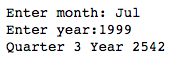 Enter month: Jul
Enter year:1999
Quarter 3 Year 2542